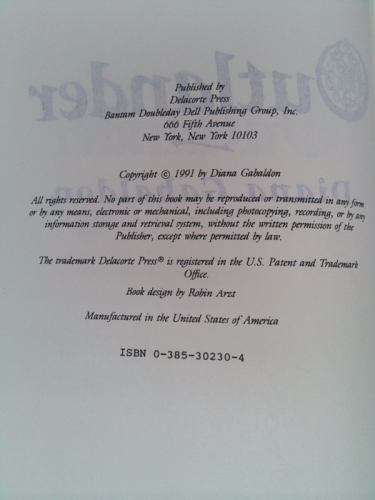 Outlander
Diana Gabaldon
Published by
Delacorte Press
Bantam Doubleday Dell Publishing Group, Inc.
666 Fifth Avenue
New York, New York 10103
Copyright © 1991 by Diana Gabaldon
All rights reserved. No part of this book may be reproduced or transmitted in any form
or by any means, electronic or mechanical, including photocopying, recording, or by any
information storage and retrieval system, without the written permission of the
Publisher, except where permitted by law.
The trademark Delacorte Press® is registered in the U.S. Patent and Trademark
Office.
Book design by Robin Arzt
Manufactured in the United States of America
ISBN 0-385-30230-4